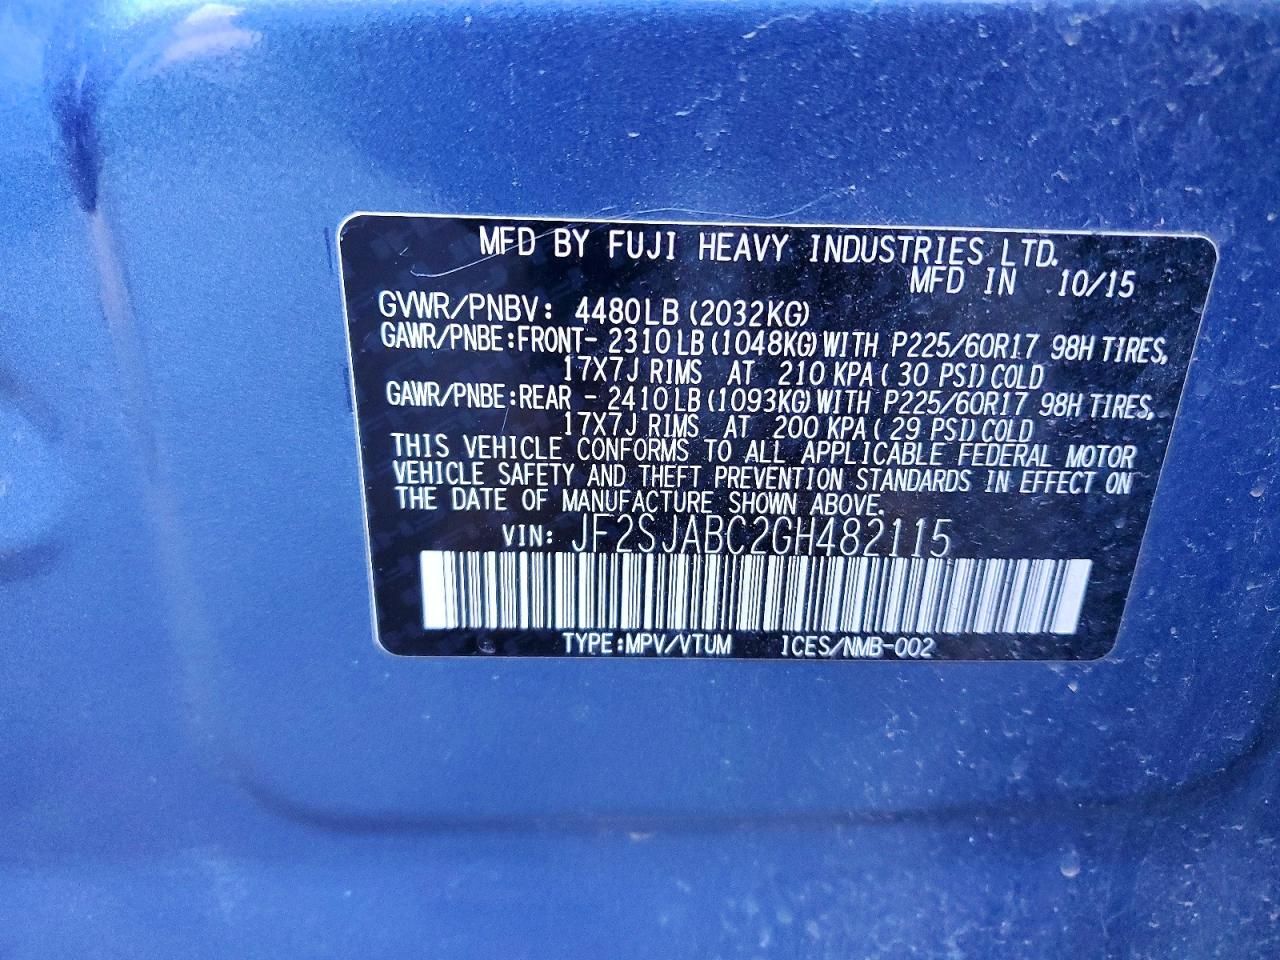 MFD BY FUJI HEAVY INDUSTRIES LTD.
MFD IN 10/15
GVWR/PNBV: 4480LB (2032KG)
GAWR/PNBE:FRONT- 2310LB (1048KG) WITH P225/60R17 98H TIRES,
17X7J RIMS AT 210 KPA ( 30 PSI) COLD
GAWR/PNBE:REAR - 2410LB (1093KG) WITH P225/60R17 98H TIRES,
17X7J RIMS AT 200 KPA ( 29 PSI) COLD
THIS VEHICLE CONFORMS TO ALL APPLICABLE FEDERAL MOTOR
VEHICLE SAFETY AND THEFT PREVENTION STANDARDS IN EFFECT ON
THE DATE OF MANUFACTURE SHOWN ABOVE.
VIN: JF2SJABC2GH482115
TYPE:MPV/VTUM ICES/NMB-002